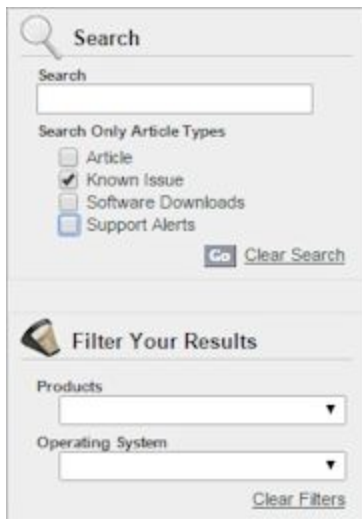 Search
Search
Search Only Article Types
Article
Known Issue
Software Downloads
Support Alerts
Go Clear Search
Filter Your Results
Products
Operating System
Clear Filters